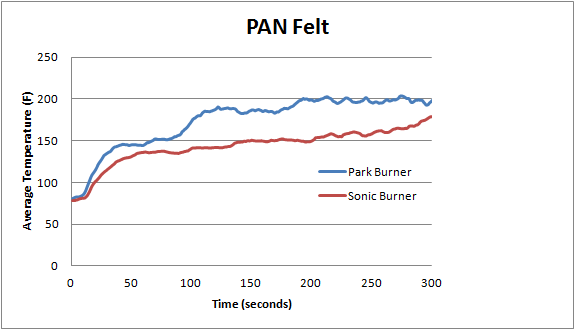 PAN Felt
250
200
150
100
50
0
Average Temperature (F)
Park Burner
Sonic Burner
0 50 100 150 200 250 300
Time (seconds)